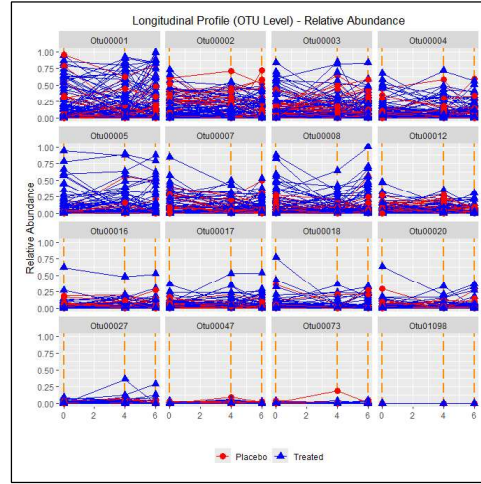 Longitudinal Profile (OTU Level) - Relative Abundance
Relative Abundance
Otu00001 Otu00002 Otu00003 Otu00004
1.00
0.75
0.50
0.25
0.00
Otu00005 Otu00007 Otu00008 Otu00012
1.00
0.75
0.50
0.25
0.00
Otu00016 Otu00017 Otu00018 Otu00020
1.00
0.75
0.50
0.25
0.00
Otu00027 Otu00047 Otu00073 Otu01098
1.00
0.75
0.50
0.25
0.00
0 2 4 6 0 2 4 6 0 2 4 6 0 2 4 6
Placebo Treated